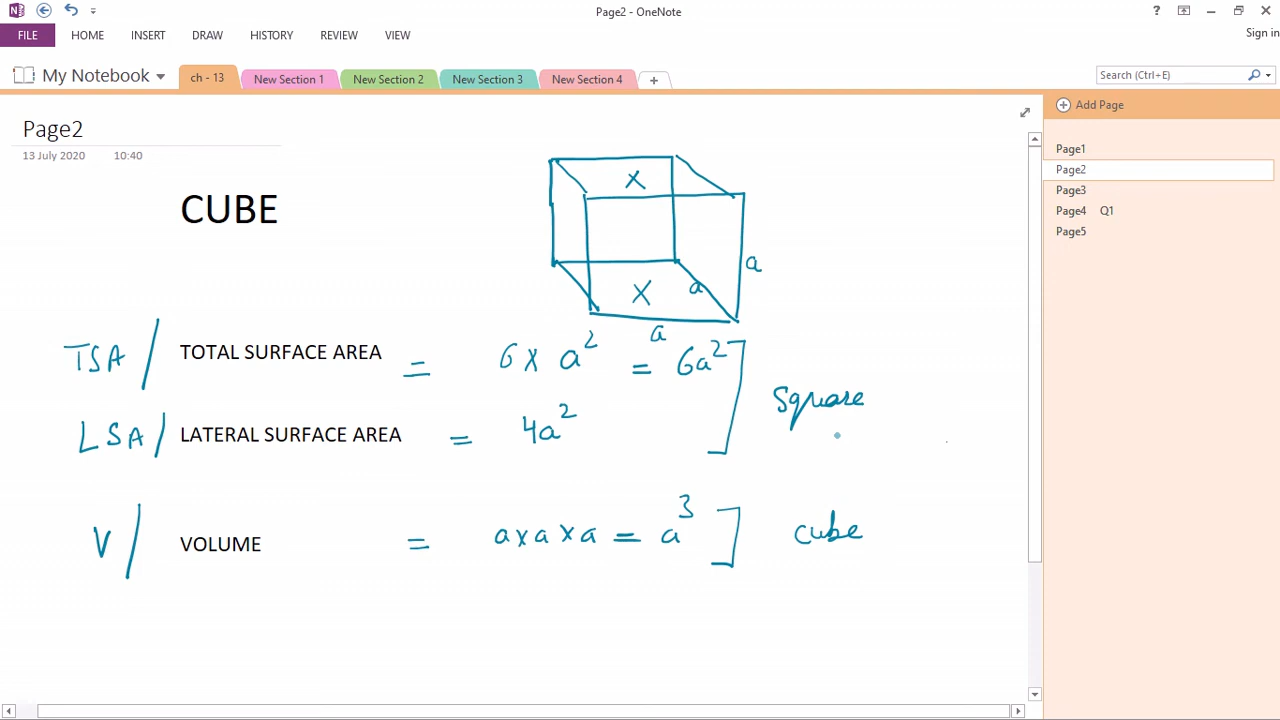 Page2 - OneNote
?
Sign in
FILE HOME INSERT DRAW HISTORY REVIEW VIEW
My Notebook ch - 13 New Section 1 New Section 2 New Section 3 New Section 4 +
Search (Ctrl+E)
Add Page
Page1
Page2
Page3
Page4 Q1
Page5
Page2
13 July 2020 10:40
CUBE
X
a
a
X
a
TSA / TOTAL SURFACE AREA = 6 x a² = 6a² ]
Square
LSA / LATERAL SURFACE AREA = 4a²
V / VOLUME = a x a x a = a³ ] cube